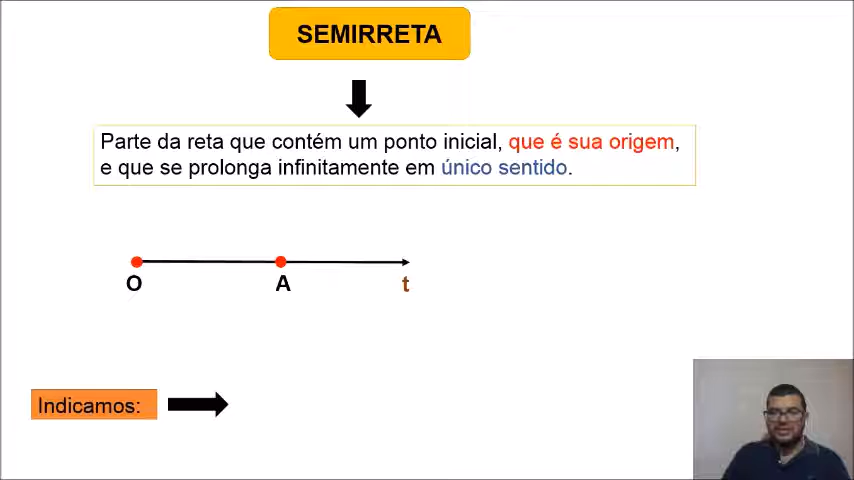 SEMIRRETA
Parte da reta que contém um ponto inicial, que é sua origem,
e que se prolonga infinitamente em único sentido.
O A t
Indicamos: